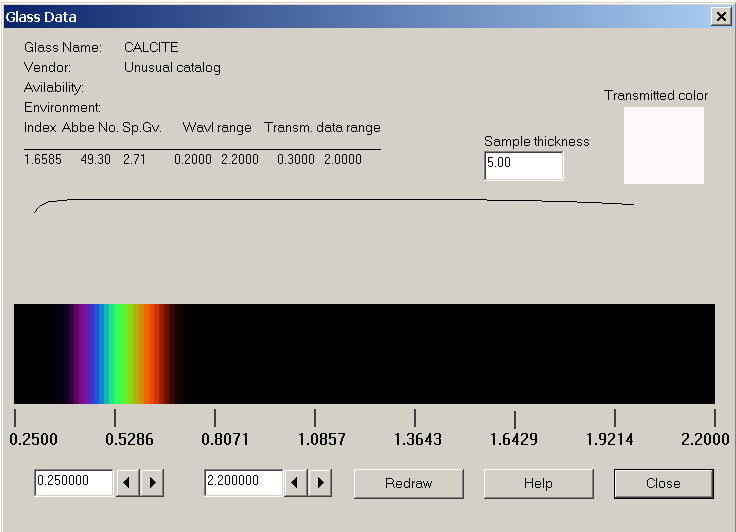 Glass Data
Glass Name: CALCITE
Vendor: Unusual catalog
Avilability:
Environment:
Transmitted color
Index Abbe No. Sp.Gv. Wavl range Transm. data range
Sample thickness
1.6585 49.30 2.71 0.2000 2.2000 0.3000 2.0000
5.00
0.2500 0.5286 0.8071 1.0857 1.3643 1.6429 1.9214 2.2000
0.250000 2.200000 Redraw Help Close